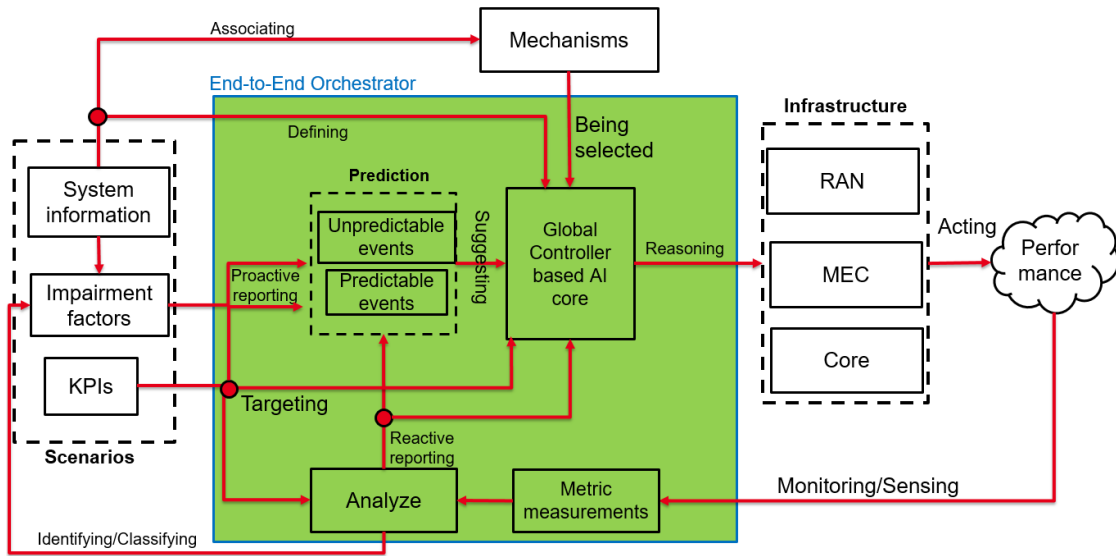 Associating
Mechanisms
End-to-End Orchestrator
Infrastructure
Defining
Being
selected
System
information
Prediction
RAN
Unpredictable
events
Suggesting
Global
Controller
based AI
core
Reasoning
Acting
Perfor
mance
Proactive
reporting
Predictable
events
MEC
Impairment
factors
KPIs
Core
Targeting
Scenarios
Reactive
reporting
Analyze
Metric
measurements
Monitoring/Sensing
Identifying/Classifying